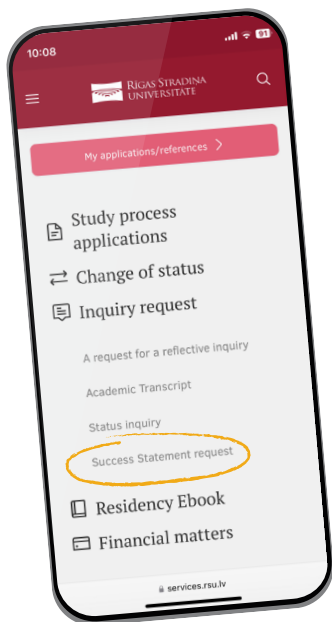 10:08
91
RĪGAS STRADIŅA
UNIVERSITĀTE
My applications/references
Study process
applications
Change of status
Inquiry request
A request for a reflective inquiry
Academic Transcript
Status inquiry
Success Statement request
Residency Ebook
Financial matters
services.rsu.lv